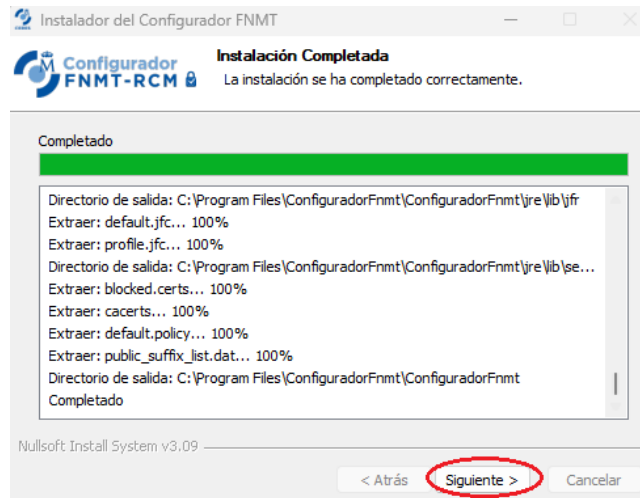 Instalador del Configurador FNMT
Configurador
FNMT-RCM
Instalación Completada
La instalación se ha completado correctamente.
Completado
Directorio de salida: C:\Program Files\ConfiguradorFnmt\ConfiguradorFnmt\jre\lib\jfr
Extraer: default.jfc... 100%
Extraer: profile.jfc... 100%
Directorio de salida: C:\Program Files\ConfiguradorFnmt\ConfiguradorFnmt\jre\lib\se...
Extraer: blocked.certs... 100%
Extraer: cacerts... 100%
Extraer: default.policy... 100%
Extraer: public_suffix_list.dat... 100%
Directorio de salida: C:\Program Files\ConfiguradorFnmt\ConfiguradorFnmt
Completado
Nullsoft Install System v3.09
< Atrás
Siguiente >
Cancelar